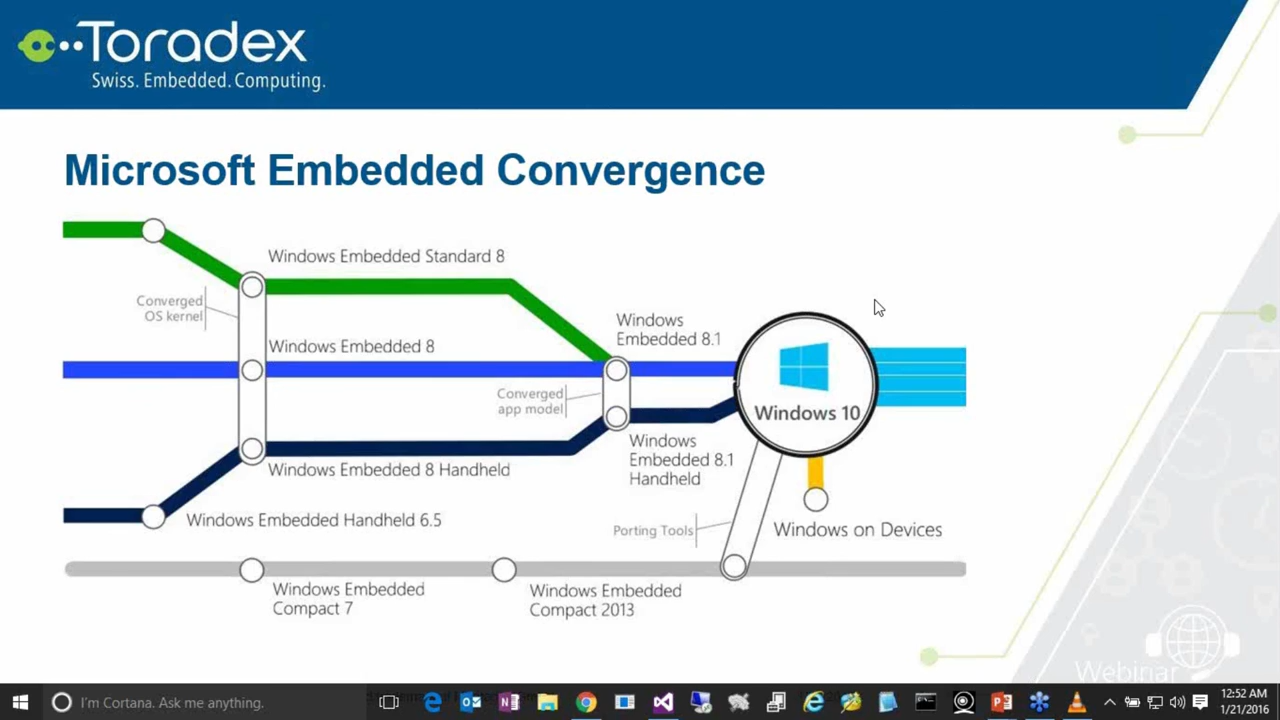 Toradex
Swiss. Embedded. Computing.
Microsoft Embedded Convergence
Windows Embedded Standard 8
Converged
OS kernel
Windows Embedded 8
Windows
Embedded 8.1
Converged
app model
Windows 10
Windows
Embedded 8.1
Handheld
Windows Embedded 8 Handheld
Windows Embedded Handheld 6.5
Porting Tools
Windows on Devices
Windows Embedded
Compact 7
Windows Embedded
Compact 2013
Webinar
I'm Cortana. Ask me anything.
12:52 AM
1/21/2016